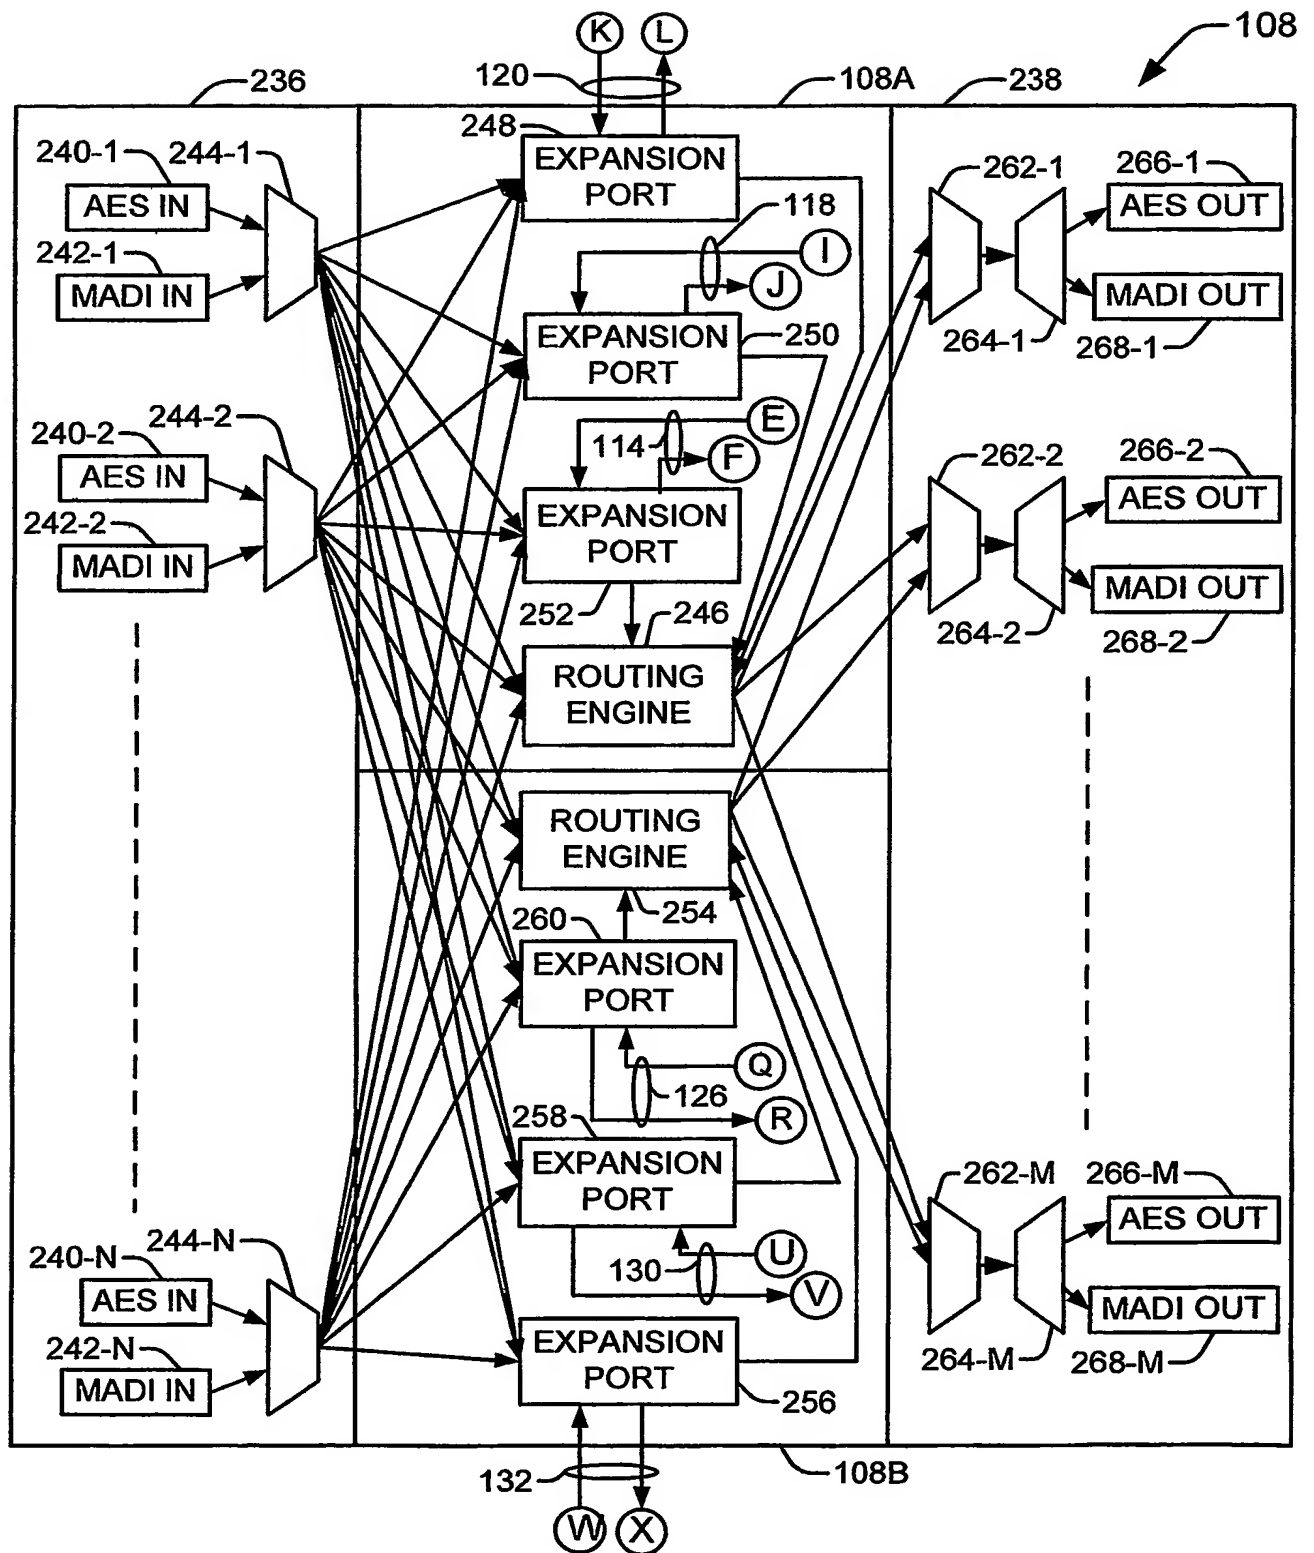 108
K L
120
236
108A
238
248
EXPANSION
PORT
240-1
244-1
AES IN
242-1
MADI IN
118
I
J
EXPANSION
PORT
250
262-1
266-1
AES OUT
MADI OUT
264-1
268-1
240-2
244-2
AES IN
242-2
MADI IN
E
114
F
EXPANSION
PORT
252
246
ROUTING
ENGINE
262-2
266-2
AES OUT
MADI OUT
264-2
268-2
ROUTING
ENGINE
254
260
EXPANSION
PORT
Q
126
R
258
EXPANSION
PORT
U
130
V
EXPANSION
PORT
256
240-N
244-N
AES IN
242-N
MADI IN
262-M
266-M
AES OUT
MADI OUT
264-M
268-M
132
108B
W X